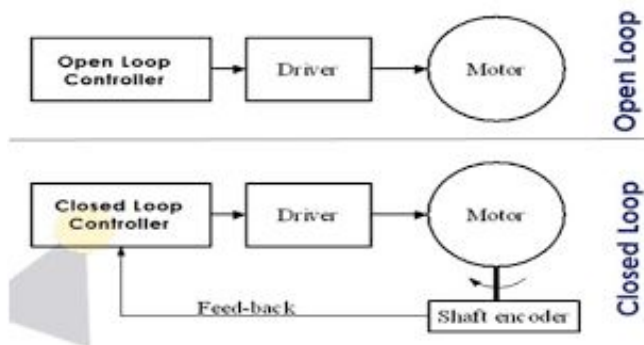 Open Loop
Controller
Driver
Motor
Open Loop
Closed Loop
Controller
Driver
Motor
Closed Loop
Feed-back
Shaft encoder